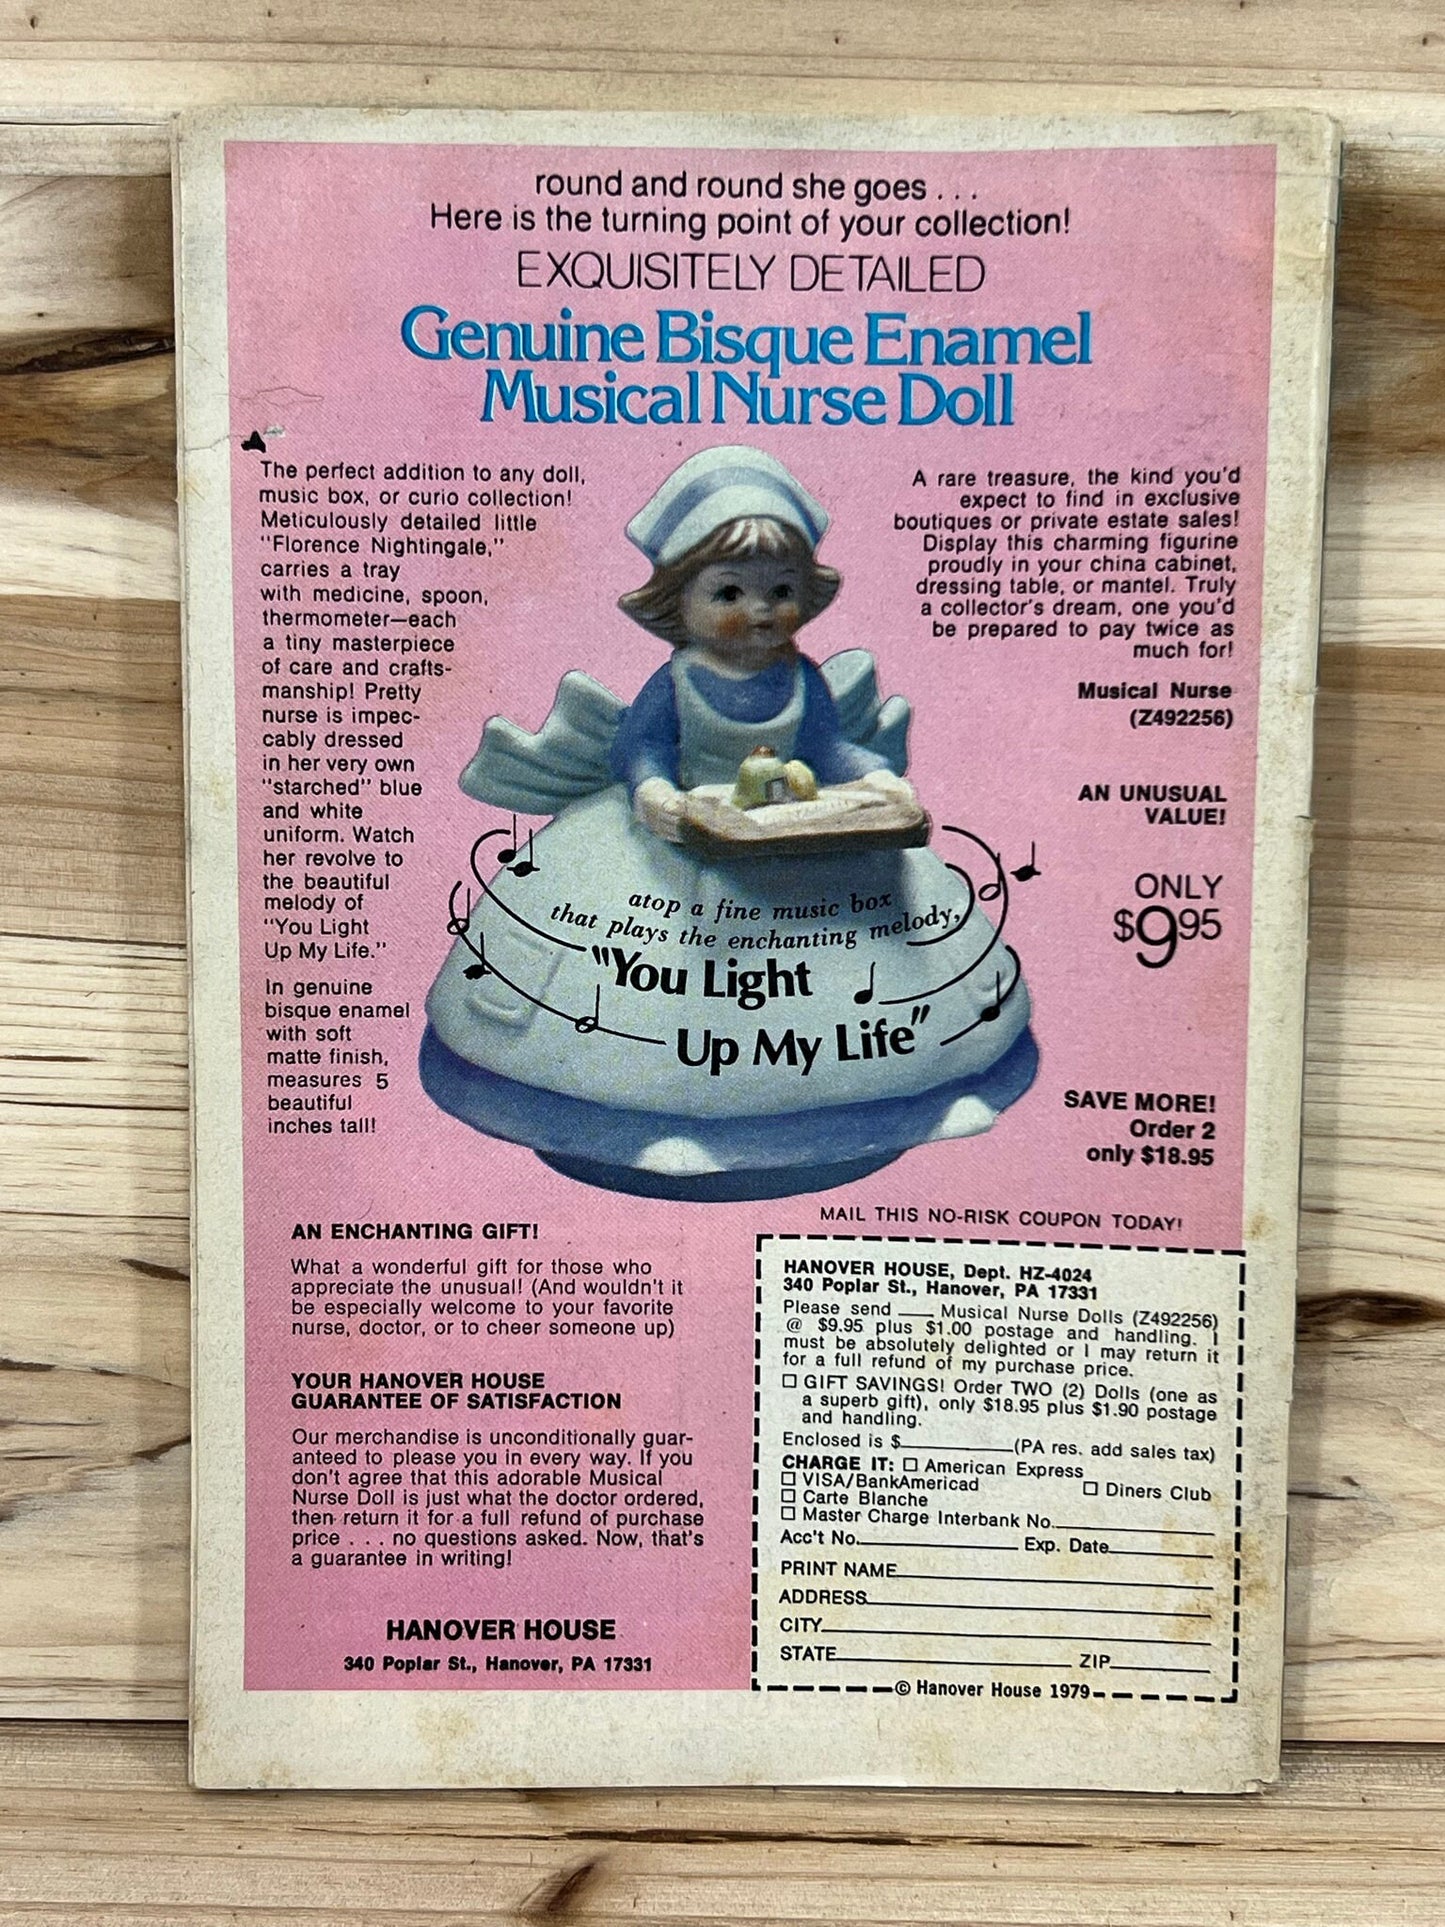 round and round she goes . . .
Here is the turning point of your collection!
EXQUISITELY DETAILED
Genuine Bisque Enamel
Musical Nurse Doll
The perfect addition to any doll,
music box, or curio collection!
Meticulously detailed little
"Florence Nightingale,"
carries a tray
with medicine, spoon,
thermometer—each
a tiny masterpiece
of care and crafts-
manship! Pretty
nurse is impec-
cably dressed
in her very own
"starched" blue
and white
uniform. Watch
her revolve to
the beautiful
melody of
"You Light
Up My Life."
In genuine
bisque enamel
with soft
matte finish,
measures 5
beautiful
inches tall!
atop a fine music box
that plays the enchanting melody,
"You Light
Up My Life"
A rare treasure, the kind you'd
expect to find in exclusive
boutiques or private estate sales!
Display this charming figurine
proudly in your china cabinet,
dressing table, or mantel. Truly
a collector's dream, one you'd
be prepared to pay twice as
much for!
Musical Nurse
(Z492256)
AN UNUSUAL
VALUE!
ONLY
$9.95
SAVE MORE!
Order 2
only $18.95
AN ENCHANTING GIFT!
What a wonderful gift for those who
appreciate the unusual! (And wouldn't it
be especially welcome to your favorite
nurse, doctor, or to cheer someone up)
YOUR HANOVER HOUSE
GUARANTEE OF SATISFACTION
Our merchandise is unconditionally guar-
anteed to please you in every way. If you
don't agree that this adorable Musical
Nurse Doll is just what the doctor ordered,
then return it for a full refund of purchase
price . . . no questions asked. Now, that's
a guarantee in writing!
HANOVER HOUSE
340 Poplar St., Hanover, PA 17331
MAIL THIS NO-RISK COUPON TODAY!
HANOVER HOUSE, Dept. HZ-4024
340 Poplar St., Hanover, PA 17331
Please send ____ Musical Nurse Dolls (Z492256)
@ $9.95 plus $1.00 postage and handling. I
must be absolutely delighted or I may return it
for a full refund of my purchase price.
☐ GIFT SAVINGS! Order TWO (2) Dolls (one as
a superb gift), only $18.95 plus $1.90 postage
and handling.
Enclosed is $__________(PA res. add sales tax)
CHARGE IT: ☐ American Express
☐ VISA/BankAmericad ☐ Diners Club
☐ Carte Blanche
☐ Master Charge Interbank No.__________
Acc't No.__________ Exp. Date__________
PRINT NAME__________
ADDRESS__________
CITY__________
STATE__________ ZIP__________
© Hanover House 1979